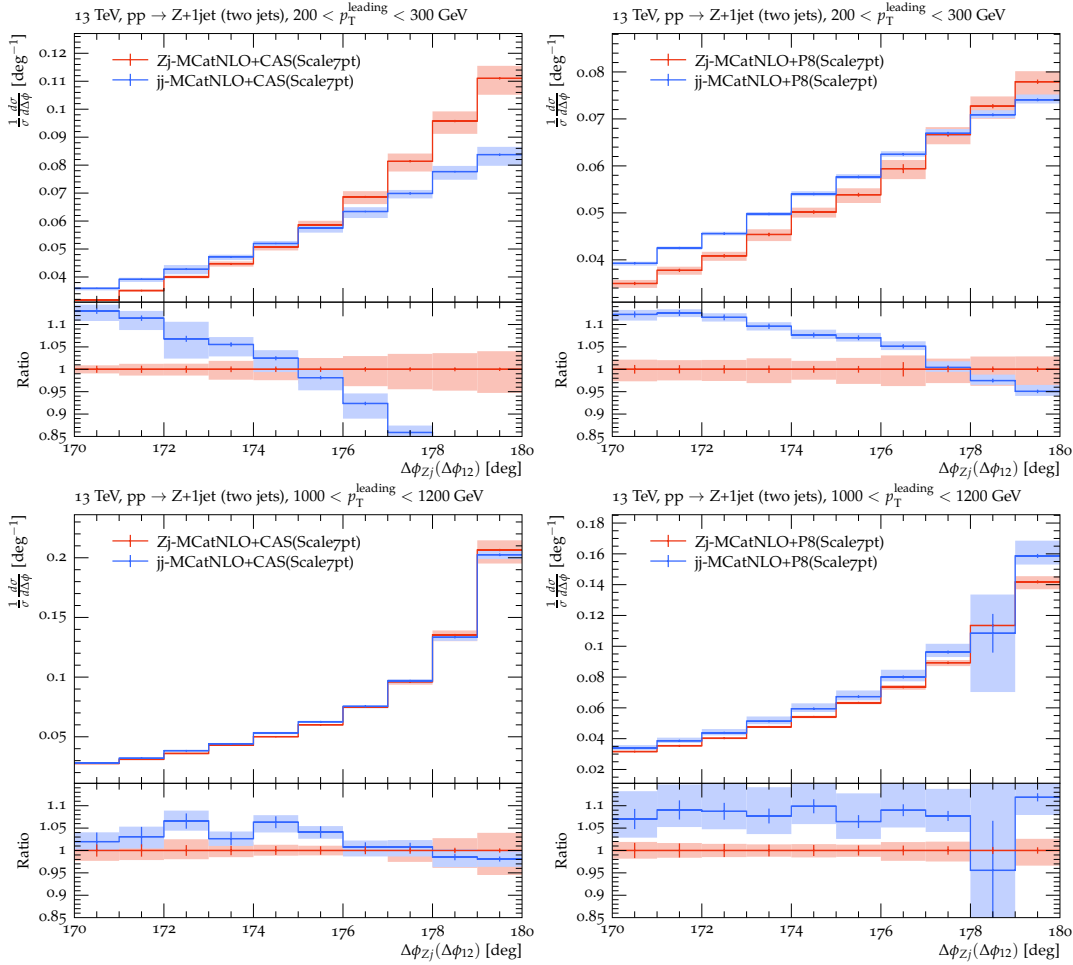 13 TeV, pp → Z+1jet (two jets), 200 < p_T^leading < 300 GeV
1/σ dσ/dΔϕ [deg⁻¹]
Zj-MCatNLO+CAS(Scale7pt)
jj-MCatNLO+CAS(Scale7pt)
0.12
0.11
0.1
0.09
0.08
0.07
0.06
0.05
0.04
Ratio
1.1
1.05
1
0.95
0.9
0.85
170 172 174 176 178 180
Δϕ_Zj(Δϕ_12) [deg]
13 TeV, pp → Z+1jet (two jets), 200 < p_T^leading < 300 GeV
1/σ dσ/dΔϕ [deg⁻¹]
Zj-MCatNLO+P8(Scale7pt)
jj-MCatNLO+P8(Scale7pt)
0.08
0.07
0.06
0.05
0.04
Ratio
1.1
1.05
1
0.95
0.9
0.85
170 172 174 176 178 180
Δϕ_Zj(Δϕ_12) [deg]
13 TeV, pp → Z+1jet (two jets), 1000 < p_T^leading < 1200 GeV
1/σ dσ/dΔϕ [deg⁻¹]
Zj-MCatNLO+CAS(Scale7pt)
jj-MCatNLO+CAS(Scale7pt)
0.2
0.15
0.1
0.05
Ratio
1.1
1.05
1
0.95
0.9
0.85
170 172 174 176 178 180
Δϕ_Zj(Δϕ_12) [deg]
13 TeV, pp → Z+1jet (two jets), 1000 < p_T^leading < 1200 GeV
1/σ dσ/dΔϕ [deg⁻¹]
Zj-MCatNLO+P8(Scale7pt)
jj-MCatNLO+P8(Scale7pt)
0.18
0.16
0.14
0.12
0.1
0.08
0.06
0.04
0.02
Ratio
1.1
1.05
1
0.95
0.9
0.85
170 172 174 176 178 180
Δϕ_Zj(Δϕ_12) [deg]